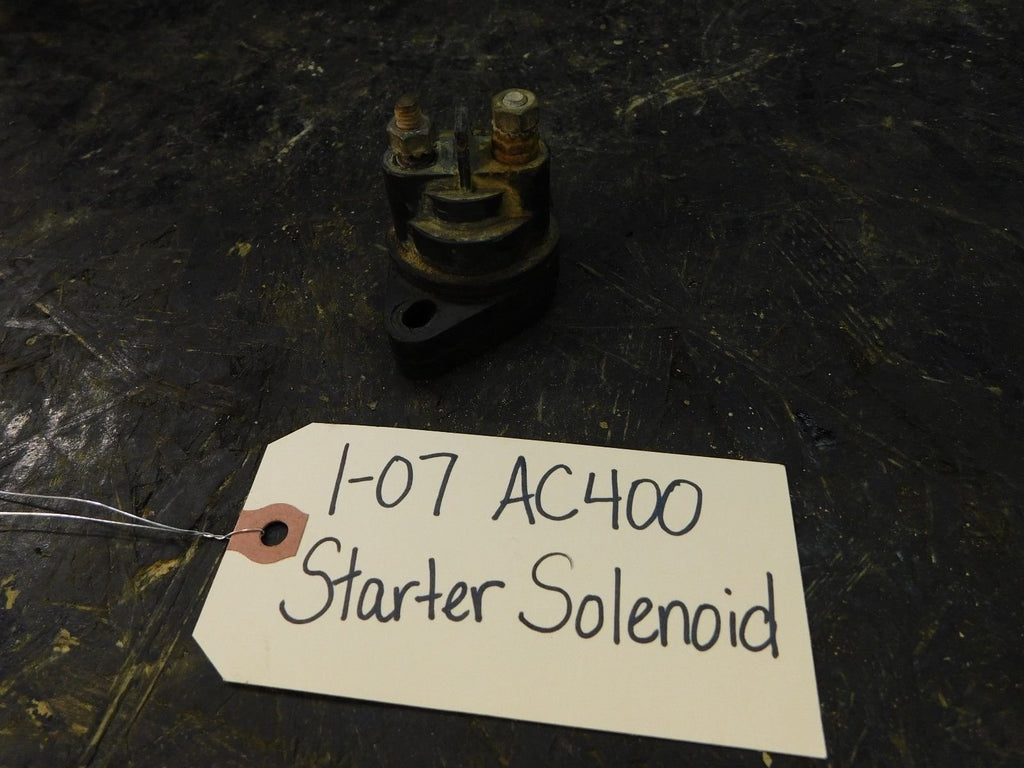 1-07 AC400
Starter Solenoid